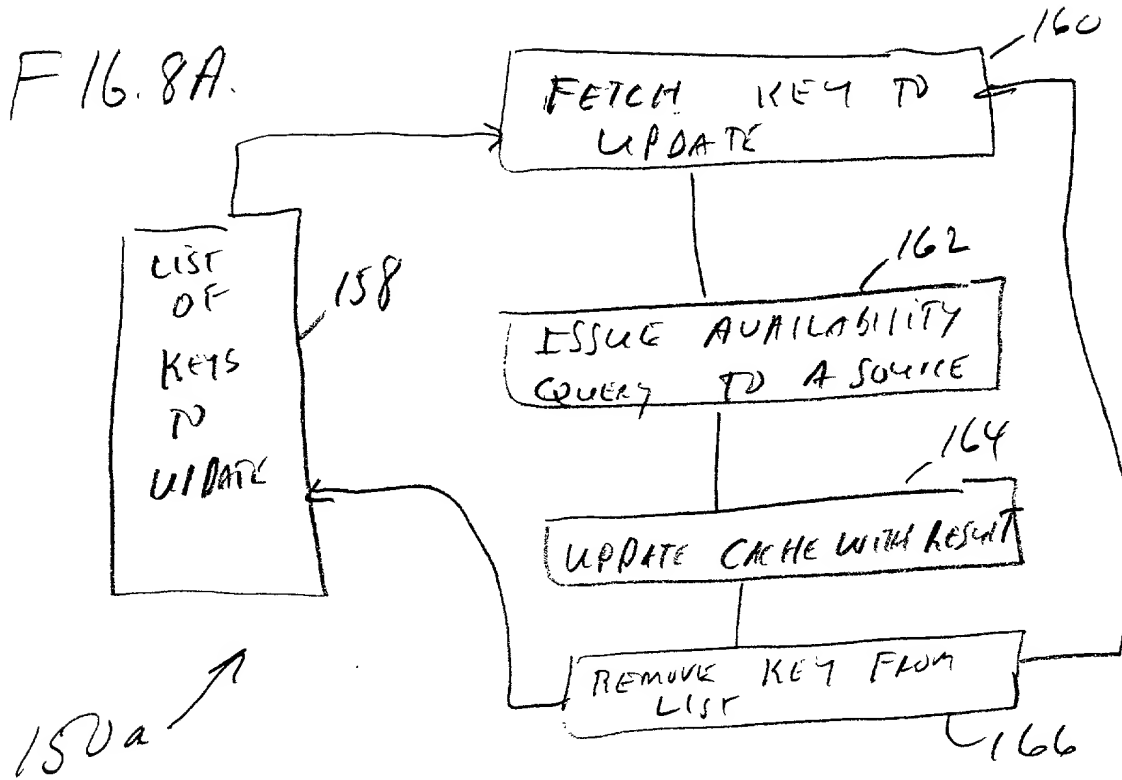 FIG. 8A.
160
FETCH KEY TO
UPDATE
LIST
OF
KEYS
TO
UPDATE
158
162
ISSUE AVAILABILITY
QUERY TO A SOURCE
164
UPDATE CACHE WITH RESULT
REMOVE KEY FROM
LIST
166
150a